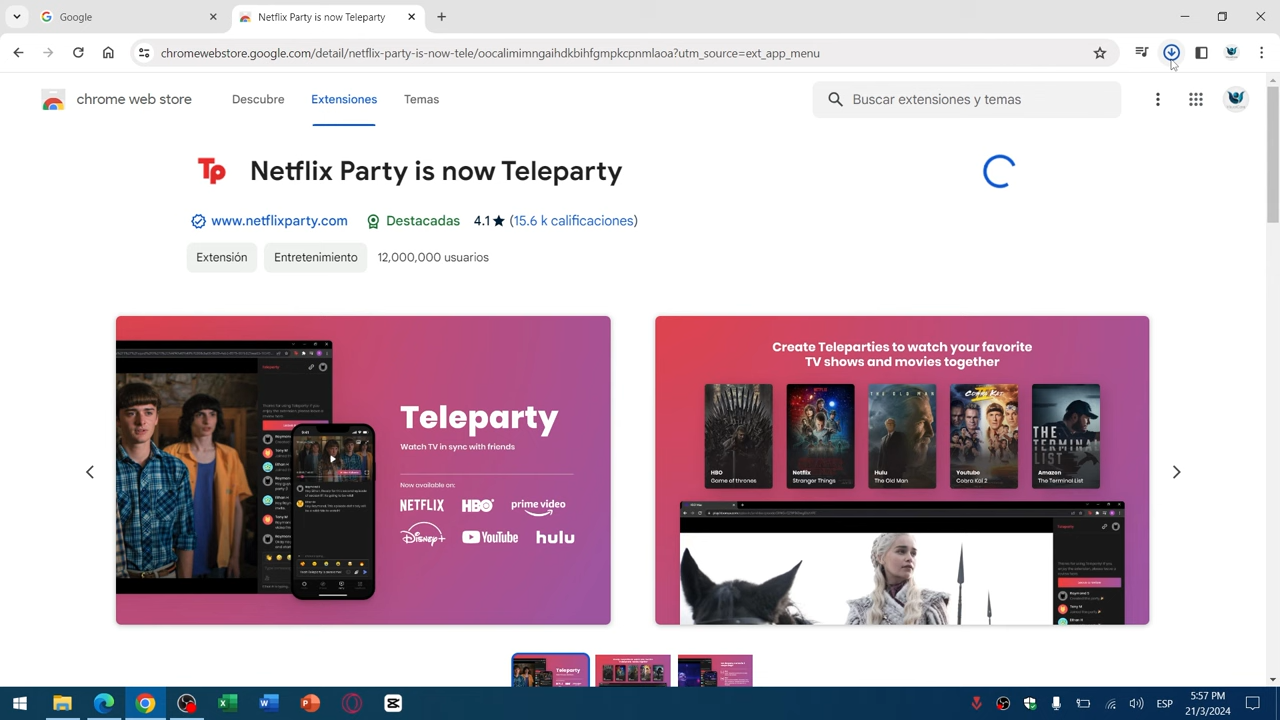 Google
Netflix Party is now Teleparty
chromewebstore.google.com/detail/netflix-party-is-now-tele/oocalimimngaihdkbihfgmpkcpnmlaoa?utm_source=ext_app_menu
chrome web store
Descubre
Extensiones
Temas
Buscar extensiones y temas
Tp
Netflix Party is now Teleparty
www.netflixparty.com
Destacadas
4.1★ (15.6 k calificaciones)
Extensión
Entretenimiento
12,000,000 usuarios
Teleparty
Watch TV in sync with friends
Now available on:
NETFLIX
HBO
prime video
Disney+
YouTube
hulu
Create Teleparties to watch your favorite
TV shows and movies together
THE OLD MAN
THE
TERMINAL
LIST
HBO
Game of thrones
Netflix
Stranger Things
Hulu
The Old Man
Youtube
Cobra Kai
Amazon
The Terminal List
Teleparty
5:57 PM
ESP
21/3/2024